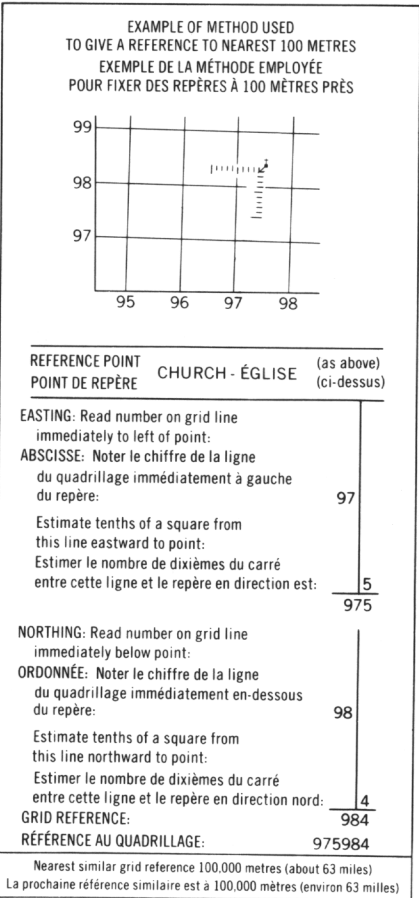 EXAMPLE OF METHOD USED
TO GIVE A REFERENCE TO NEAREST 100 METRES
EXEMPLE DE LA MÉTHODE EMPLOYÉE
POUR FIXER DES REPÈRES À 100 MÈTRES PRÈS
99
98
97
95 96 97 98
REFERENCE POINT
POINT DE REPÈRE
CHURCH - ÉGLISE
(as above)
(ci-dessus)
EASTING: Read number on grid line
immediately to left of point:
ABSCISSE: Noter le chiffre de la ligne
du quadrillage immédiatement à gauche
du repère: 97
Estimate tenths of a square from
this line eastward to point:
Estimer le nombre de dixièmes du carré
entre cette ligne et le repère en direction est: 5
975
NORTHING: Read number on grid line
immediately below point:
ORDONNÉE: Noter le chiffre de la ligne
du quadrillage immédiatement en-dessous
du repère: 98
Estimate tenths of a square from
this line northward to point:
Estimer le nombre de dixièmes du carré
entre cette ligne et le repère en direction nord: 4
GRID REFERENCE: 984
RÉFÉRENCE AU QUADRILLAGE: 975984
Nearest similar grid reference 100,000 metres (about 63 miles)
La prochaine référence similaire est à 100,000 mètres (environ 63 milles)